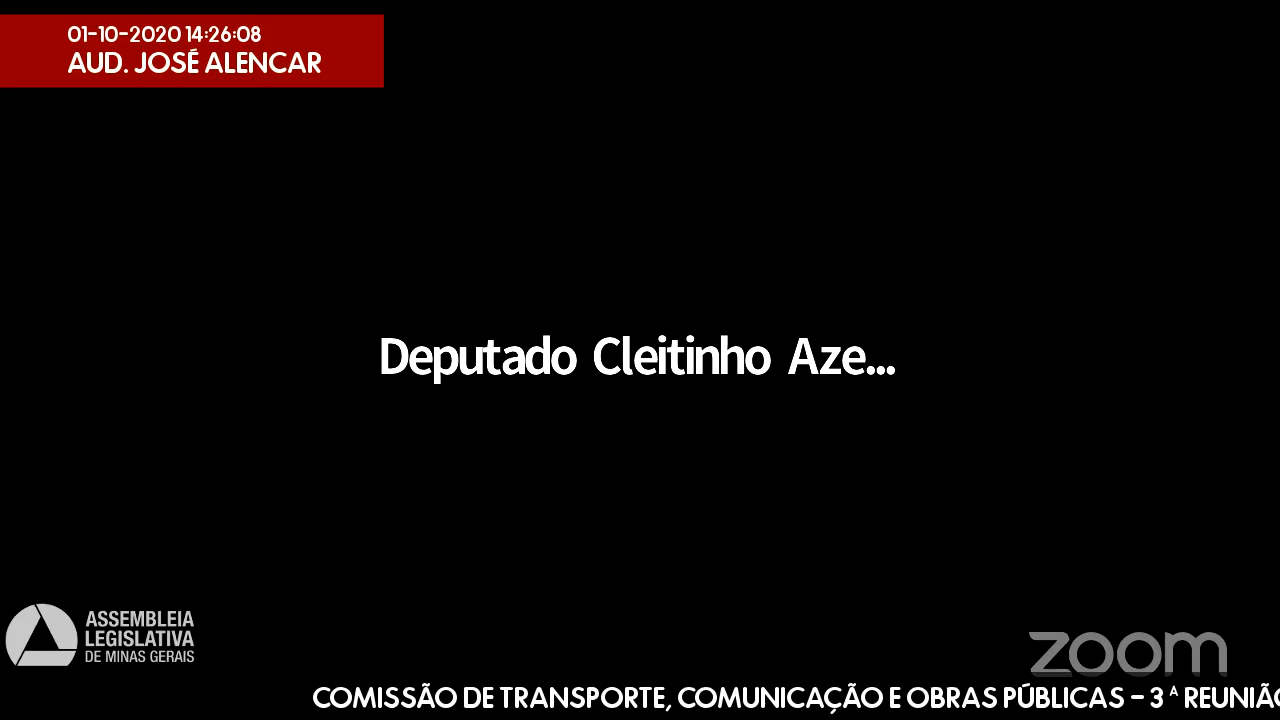 01-10-2020 14:26:08
AUD. JOSÉ ALENCAR
Deputado Cleitinho Aze...
ASSEMBLEIA
LEGISLATIVA
DE MINAS GERAIS
zoom
COMISSÃO DE TRANSPORTE, COMUNICAÇÃO E OBRAS PÚBLICAS - 3 ª REUNIÃO